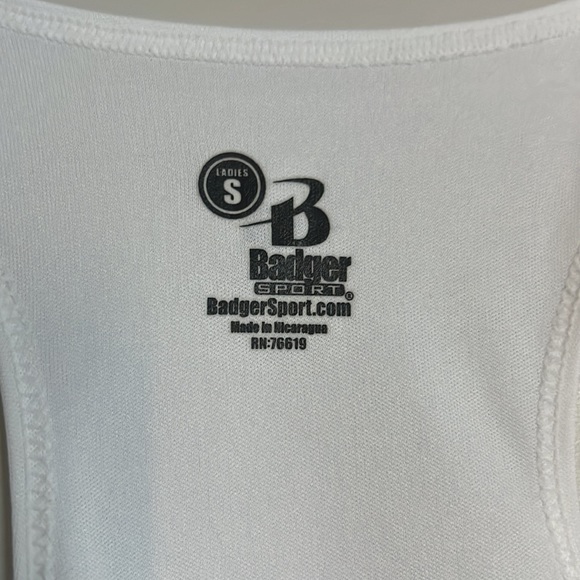 LADIES
S
B
Badger
SPORT®
BadgerSport.com
Made in Nicaragua
RN:76619